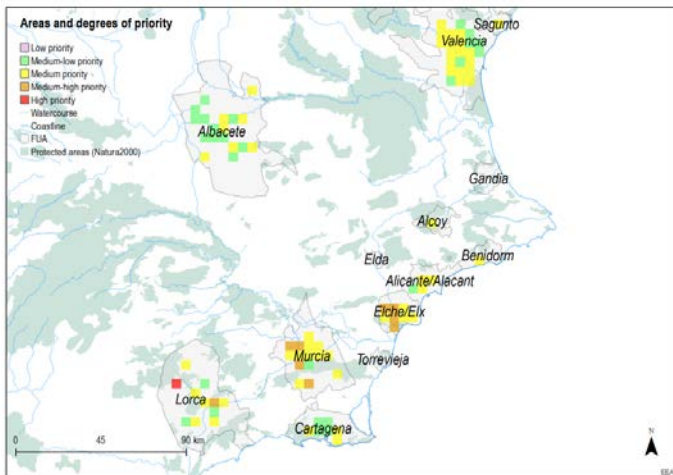 Areas and degrees of priority
Low priority
Medium-low priority
Medium priority
Medium-high priority
High priority
Watercourse
Coastline
FUA
Protected areas (Natura2000)
Sagunto
Valencia
Albacete
Gandia
Alcoy
Elda
Benidorm
Alicante/Alacant
Elche/Elx
Murcia
Torrevieja
Lorca
Cartagena
0 45 90 km
N
EEA